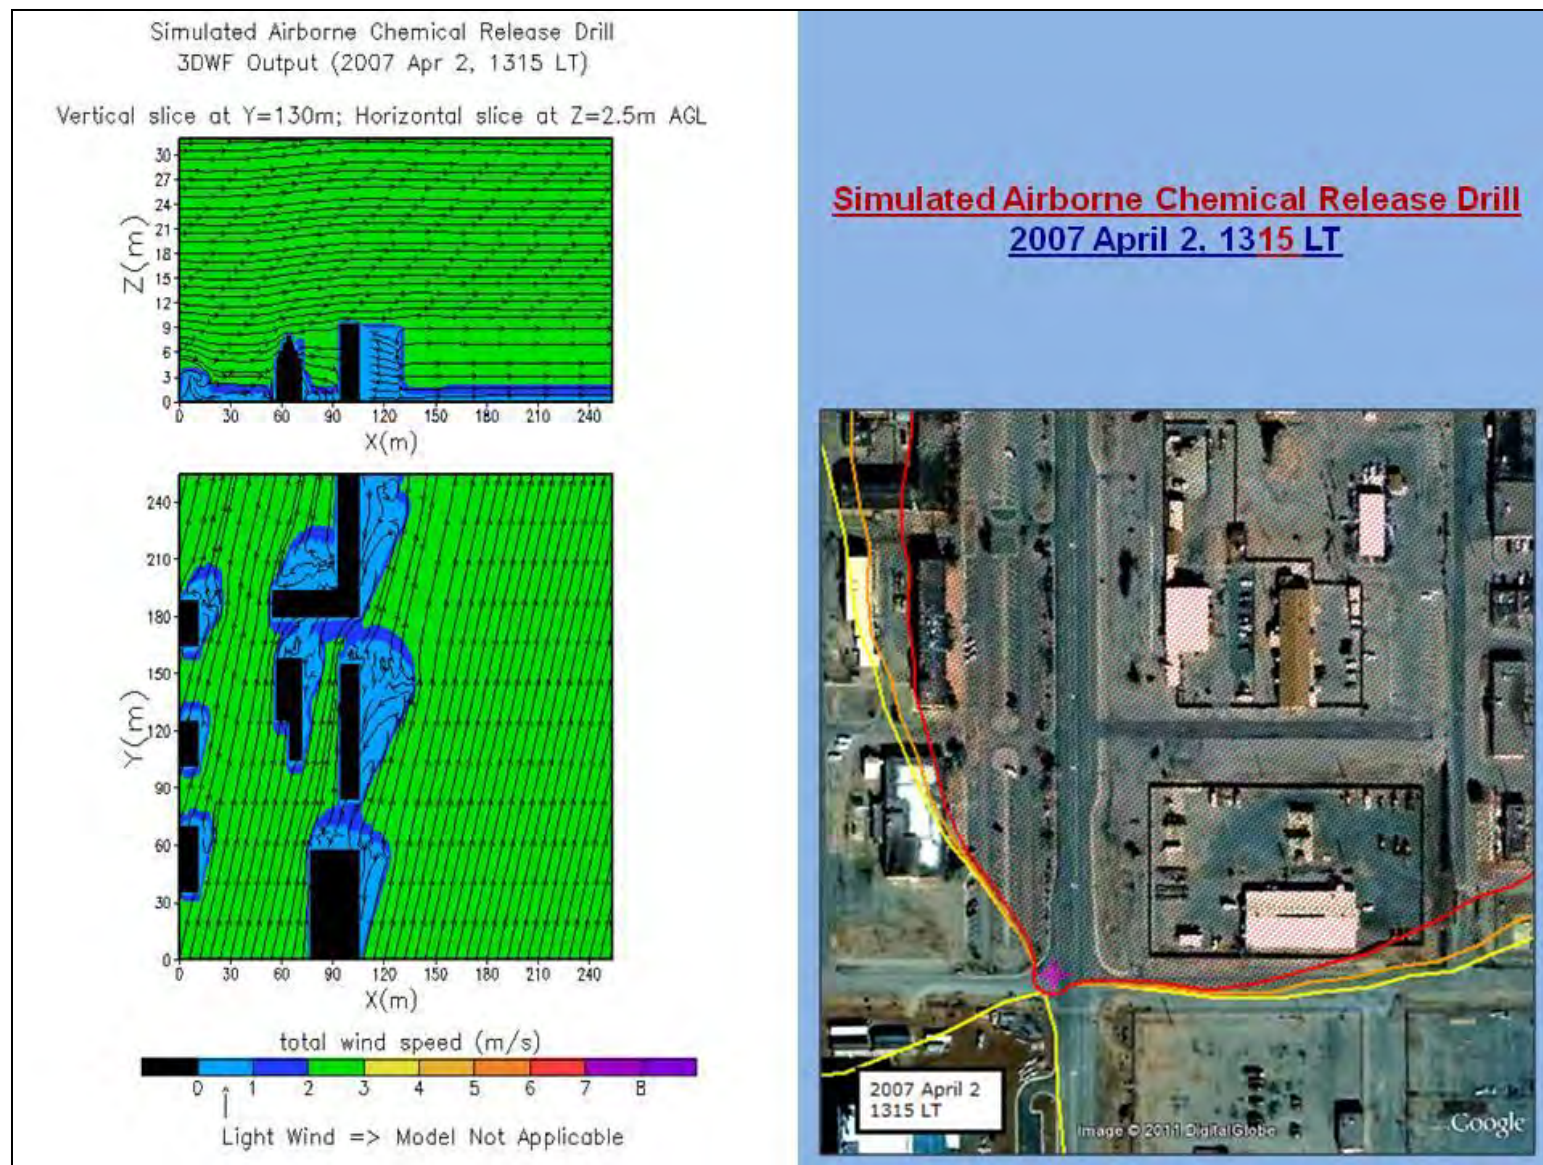 Simulated Airborne Chemical Release Drill
3DWF Output (2007 Apr 2, 1315 LT)
Vertical slice at Y=130m; Horizontal slice at Z=2.5m AGL
Z(m)
30
27
24
21
18
15
12
9
6
3
0
0 30 60 90 120 150 180 210 240
X(m)
Y(m)
240
210
180
150
120
90
60
30
0
0 30 60 90 120 150 180 210 240
X(m)
total wind speed (m/s)
0 1 2 3 4 5 6 7 8
Light Wind => Model Not Applicable
Simulated Airborne Chemical Release Drill
2007 April 2, 1315 LT
2007 April 2
1315 LT
Image © 2011 DigitalGlobe
Google